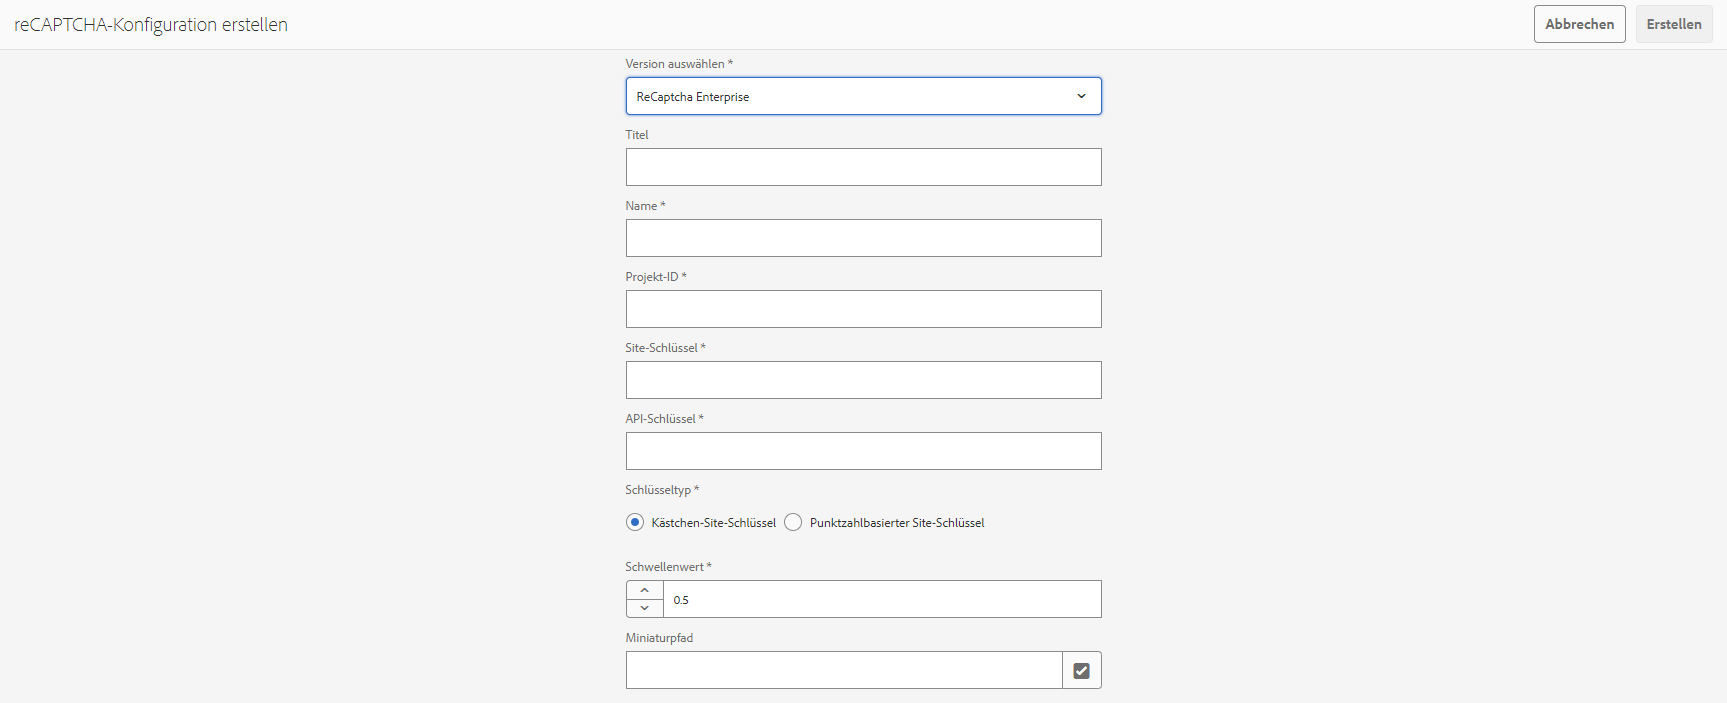 reCAPTCHA-Konfiguration erstellen
Abbrechen
Erstellen
Version auswählen *
ReCaptcha Enterprise
Titel
Name *
Projekt-ID *
Site-Schlüssel *
API-Schlüssel *
Schlüsseltyp *
Kästchen-Site-Schlüssel
Punktzahlbasierter Site-Schlüssel
Schwellenwert *
0.5
Miniaturpfad